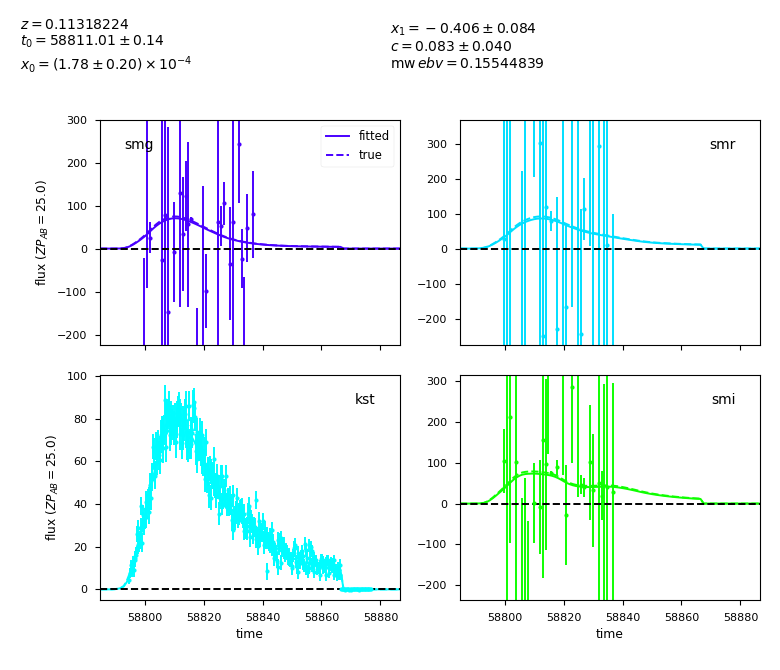 z = 0.11318224
t0 = 58811.01 ± 0.14
x0 = (1.78 ± 0.20) × 10⁻⁴
x1 = −0.406 ± 0.084
c = 0.083 ± 0.040
mwebv = 0.15544839
300
200
100
0
−100
−200
flux (ZP_AB = 25.0)
smg
fitted
true
300
200
100
0
−100
−200
smr
100
80
60
40
20
0
flux (ZP_AB = 25.0)
kst
58800
58820
58840
58860
58880
time
300
200
100
0
−100
−200
smi
58800
58820
58840
58860
58880
time